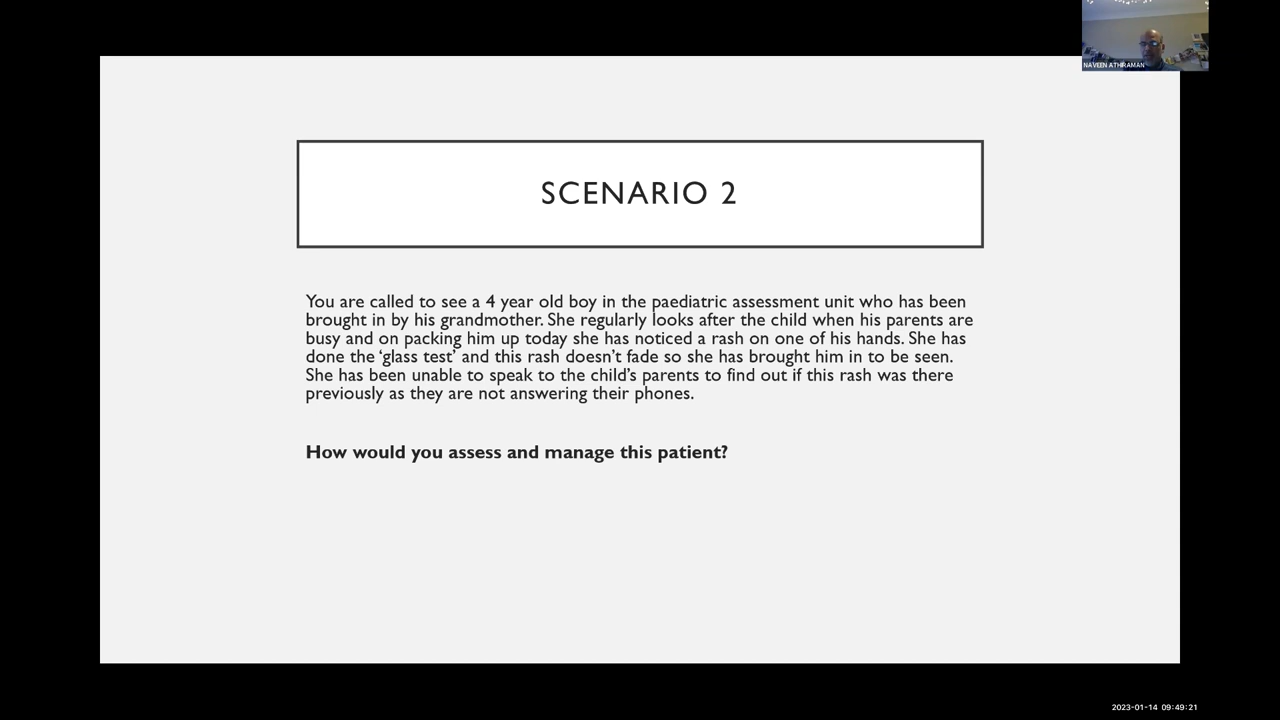 NAVEEN ATHIRAMAN
SCENARIO 2
You are called to see a 4 year old boy in the paediatric assessment unit who has been
brought in by his grandmother. She regularly looks after the child when his parents are
busy and on packing him up today she has noticed a rash on one of his hands. She has
done the ‘glass test’ and this rash doesn’t fade so she has brought him in to be seen.
She has been unable to speak to the child’s parents to find out if this rash was there
previously as they are not answering their phones.
How would you assess and manage this patient?
2023-01-14 09:49:21